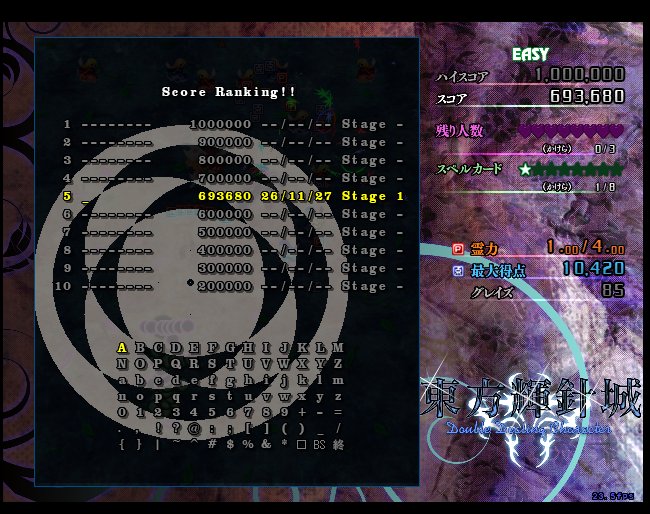 Score Ranking!!
1 -------- 1000000 --/--/-- Stage -
2 -------- 900000 --/--/-- Stage -
3 -------- 800000 --/--/-- Stage -
4 -------- 700000 --/--/-- Stage -
5 _------- 693680 26/11/27 Stage 1
6 -------- 600000 --/--/-- Stage -
7 -------- 500000 --/--/-- Stage -
8 -------- 400000 --/--/-- Stage -
9 -------- 300000 --/--/-- Stage -
10 -------- 200000 --/--/-- Stage -
A B C D E F G H I J K L M
N O P Q R S T U V W X Y Z
a b c d e f g h i j k l m
n o p q r s t u v w x y z
0 1 2 3 4 5 6 7 8 9 + - =
. , ! ? @ : ; [ ] ( ) _ /
{ } | ~ ^ # $ % & * □ BS 終
EASY
ハイスコア 1,000,000
スコア 693,680
残り人数
(かけら) 0/3
スペルカード
(かけら) 1/8
P 霊力 1.00/4.00
最大得点 10,420
グレイズ 85
東方輝針城
Double Dealing Character